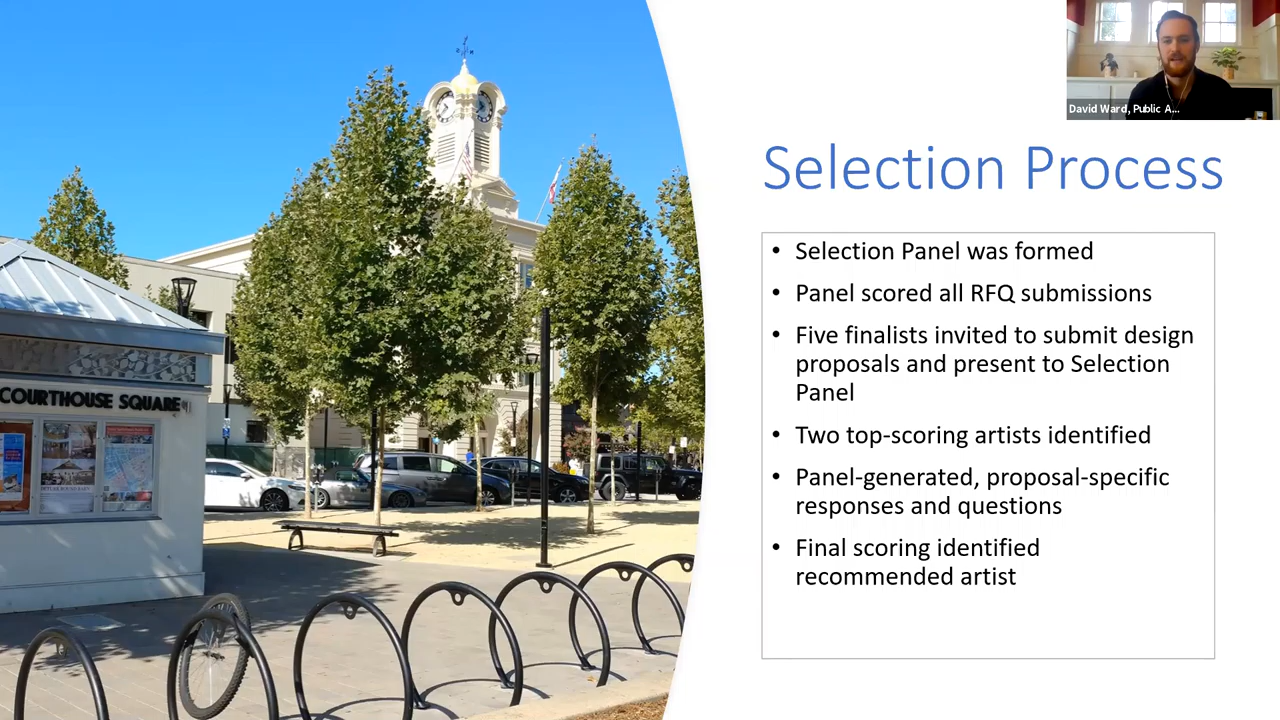 David Ward, Public A...
Selection Process
• Selection Panel was formed
• Panel scored all RFQ submissions
• Five finalists invited to submit design
proposals and present to Selection
Panel
• Two top-scoring artists identified
• Panel-generated, proposal-specific
responses and questions
• Final scoring identified
recommended artist
COURTHOUSE SQUARE